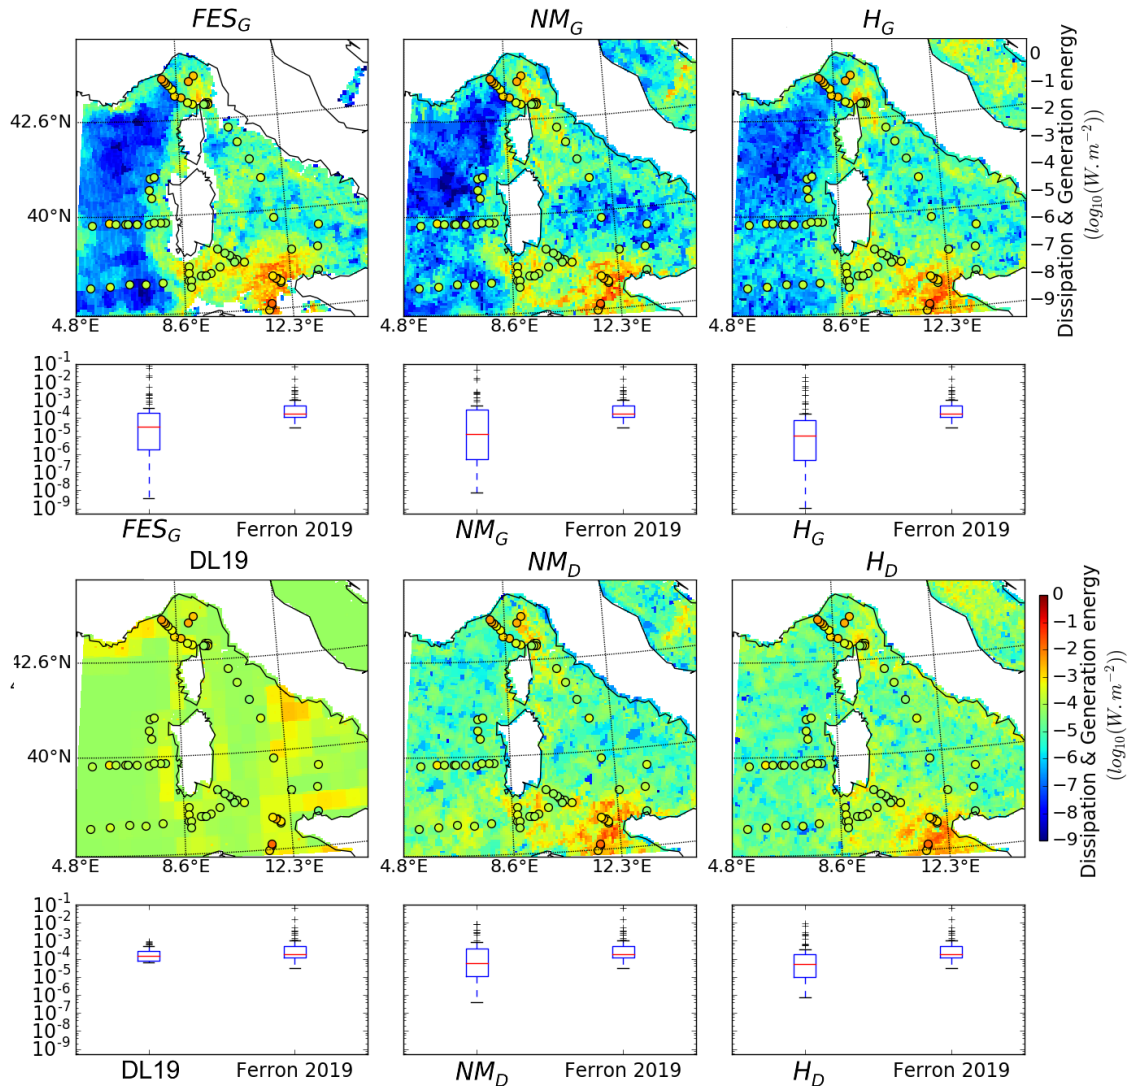 FES_G NM_G H_G
42.6°N
40°N
4.8°E 8.6°E 12.3°E 4.8°E 8.6°E 12.3°E 4.8°E 8.6°E 12.3°E
0
−1
−2
−3
−4
−5
−6
−7
−8
−9
Dissipation & Generation energy
(log₁₀(W.m⁻²))
10⁻¹
10⁻²
10⁻³
10⁻⁴
10⁻⁵
10⁻⁶
10⁻⁷
10⁻⁸
10⁻⁹
FES_G Ferron 2019 NM_G Ferron 2019 H_G Ferron 2019
DL19 NM_D H_D
42.6°N
40°N
4.8°E 8.6°E 12.3°E 4.8°E 8.6°E 12.3°E 4.8°E 8.6°E 12.3°E
0
−1
−2
−3
−4
−5
−6
−7
−8
−9
Dissipation & Generation energy
(log₁₀(W.m⁻²))
10⁻¹
10⁻²
10⁻³
10⁻⁴
10⁻⁵
10⁻⁶
10⁻⁷
10⁻⁸
10⁻⁹
DL19 Ferron 2019 NM_D Ferron 2019 H_D Ferron 2019